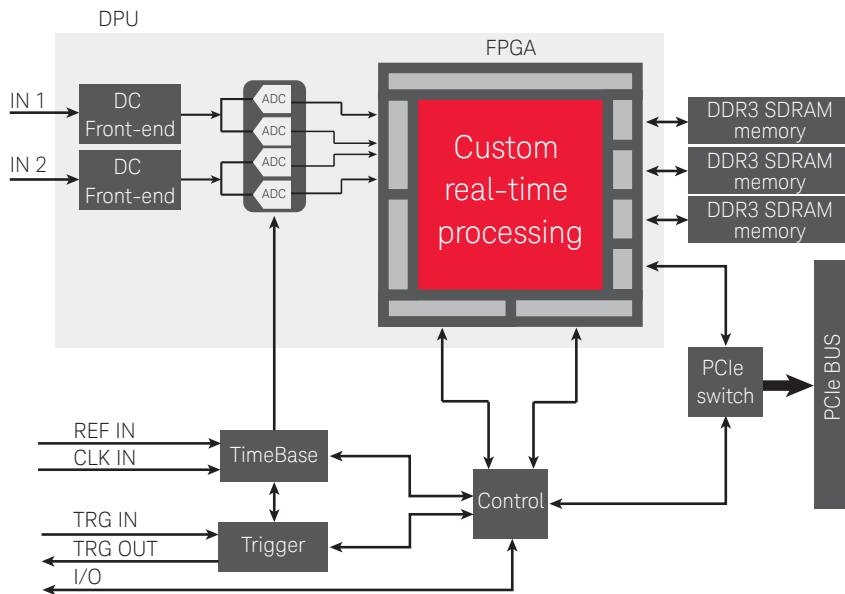 DPU
FPGA
IN 1
DC
Front-end
ADC
ADC
IN 2
DC
Front-end
ADC
ADC
Custom
real-time
processing
DDR3 SDRAM
memory
DDR3 SDRAM
memory
DDR3 SDRAM
memory
PCIe
switch
PCIe BUS
REF IN
CLK IN
TimeBase
Control
TRG IN
TRG OUT
Trigger
I/O